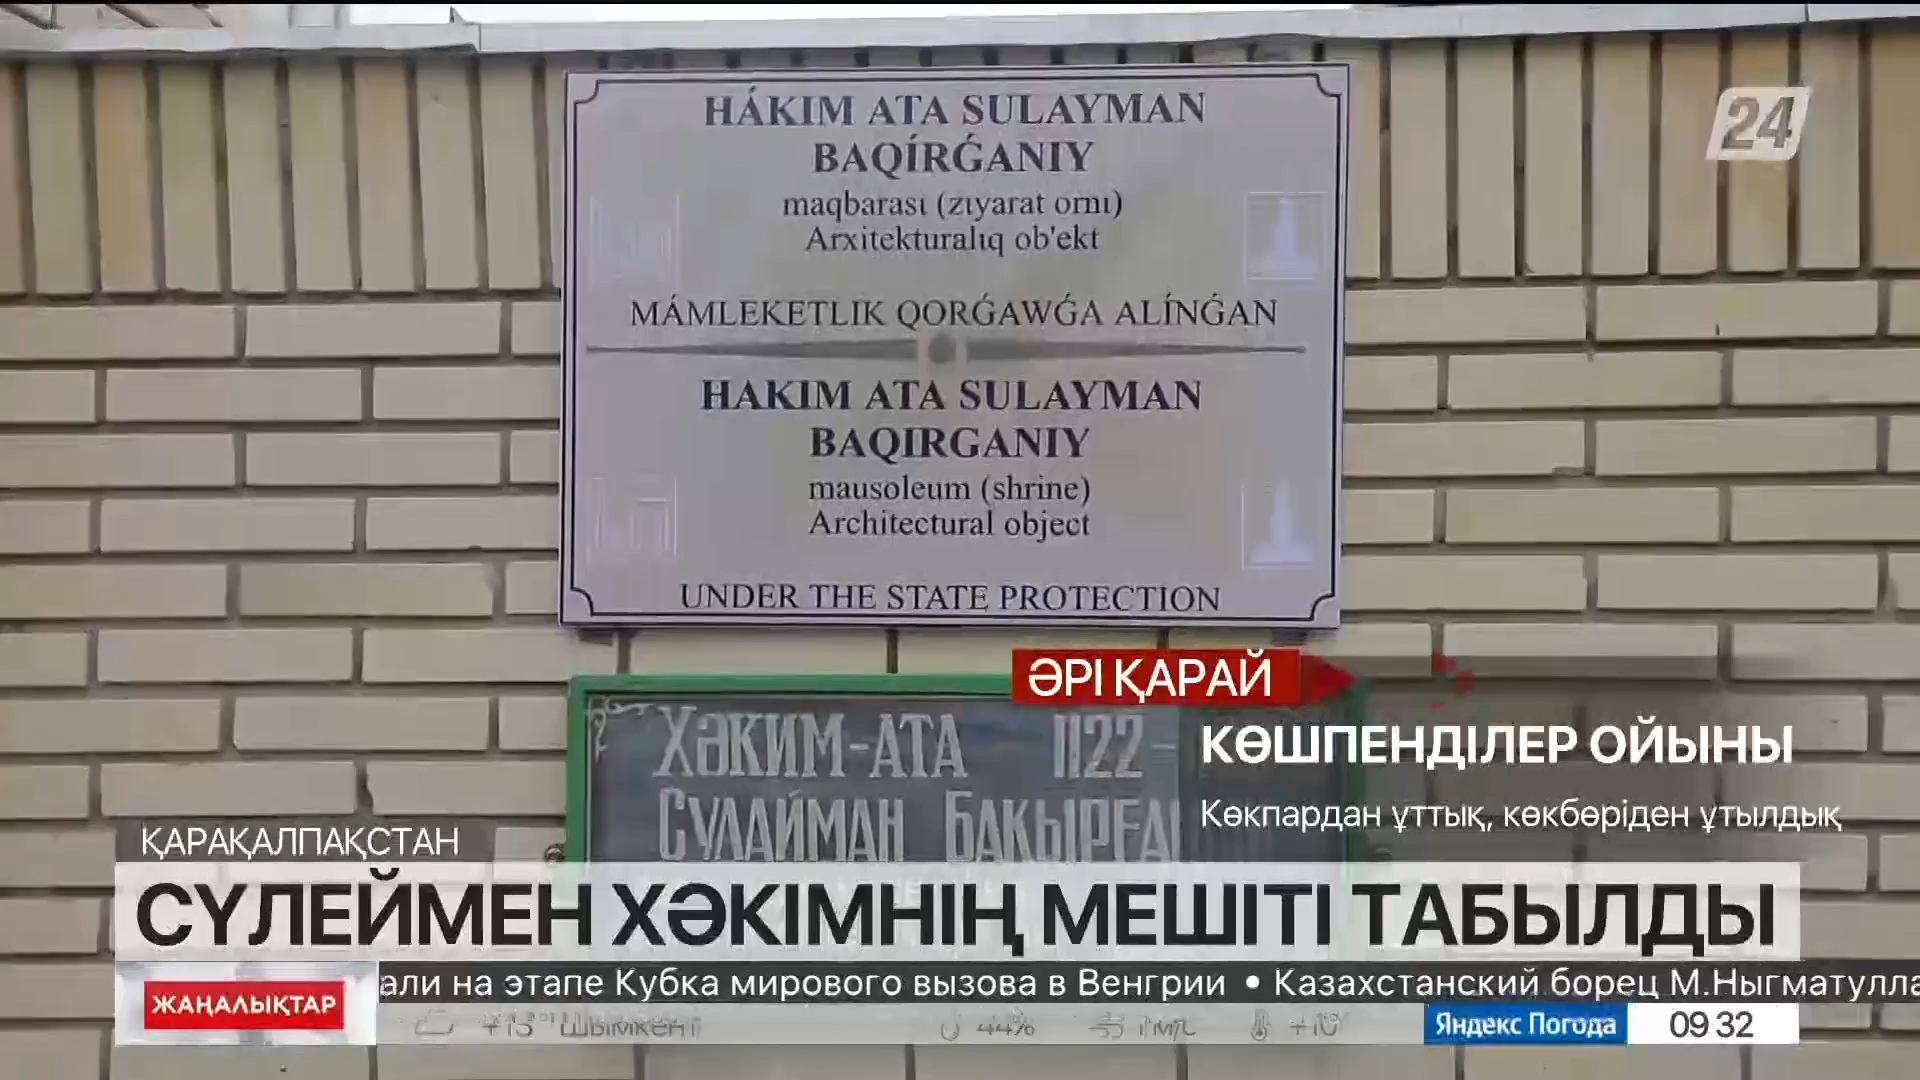 HÁKIM ATA SULAYMAN
BAQÍRǴANIY
maqbarası (zıyarat ornı)
Arxitekturalıq ob'ekt
MÁMLEKETLIK QORǴAWǴA ALÍNǴAN
HAKIM ATA SULAYMAN
BAQIRGANIY
mausoleum (shrine)
Architectural object
UNDER THE STATE PROTECTION
24
ХӘКИМ-АТА 1122-
СУЛАЙМАН
ӘРІ ҚАРАЙ
КӨШПЕНДІЛЕР ОЙЫНЫ
Көкпардан ұттық, көкбөріден ұтылдық
ҚАРАҚАЛПАҚСТАН
СҮЛЕЙМЕН ХӘКІМНІҢ МЕШІТІ ТАБЫЛДЫ
ЖАҢАЛЫҚТАР
али на этапе Кубка мирового вызова в Венгрии • Казахстанский борец М.Ныгматулла
44%
Яндекс Погода
09 32